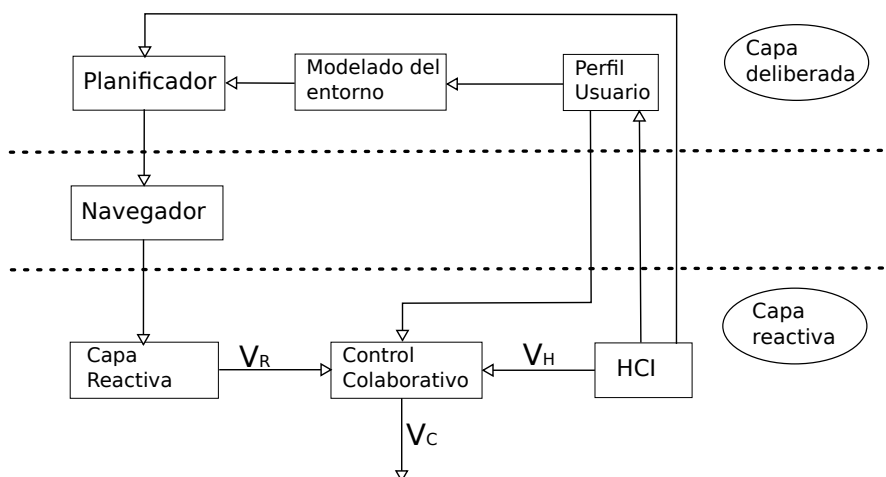 Planificador
Modelado del
entorno
Perfil
Usuario
Capa
deliberada
Navegador
Capa
reactiva
Capa
Reactiva
VR
Control
Colaborativo
VH
HCI
VC